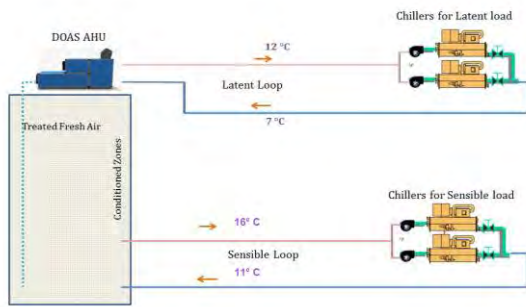 Chillers for Latent load
DOAS AHU
12 °C
Latent Loop
7 °C
Treated Fresh Air
Conditioned Zones
Chillers for Sensible load
16° C
Sensible Loop
11° C